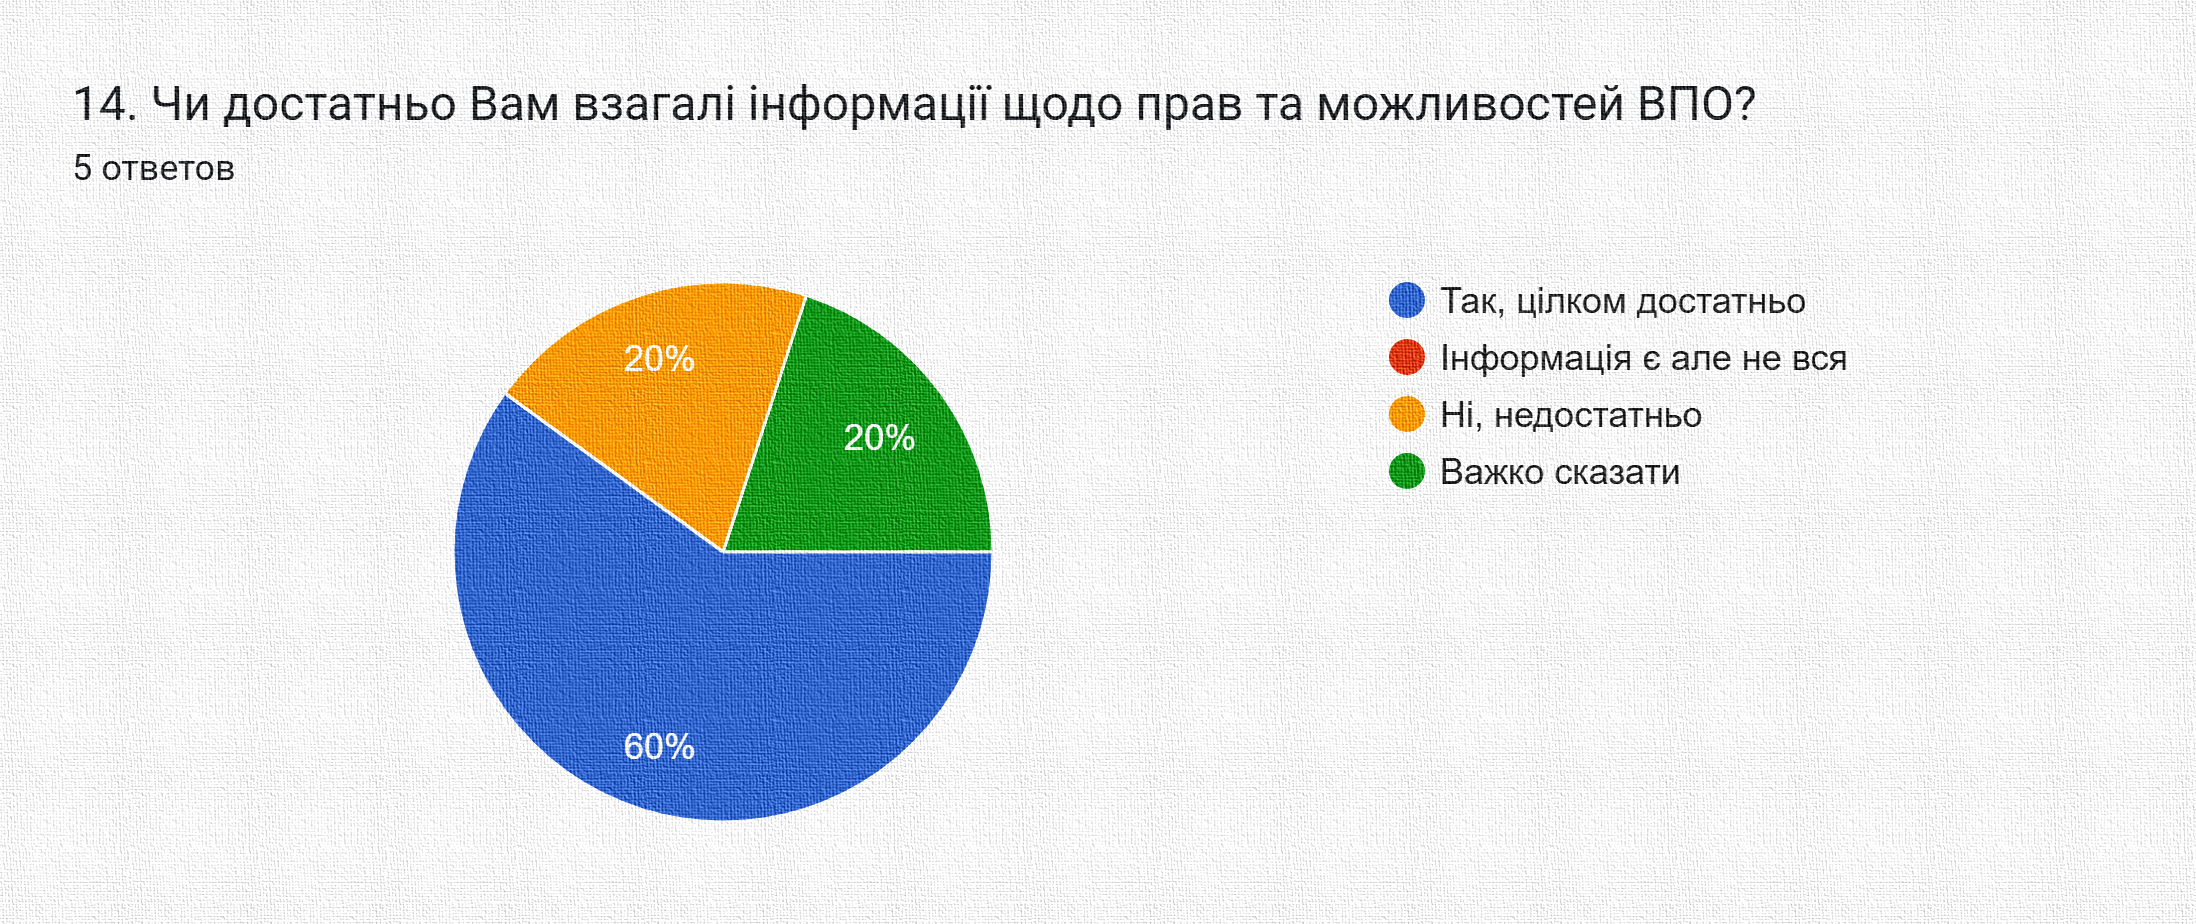 14. Чи достатньо Вам взагалі інформації щодо прав та можливостей ВПО?
5 ответов
20%
20%
60%
Так, цілком достатньо
Інформація є але не вся
Ні, недостатньо
Важко сказати